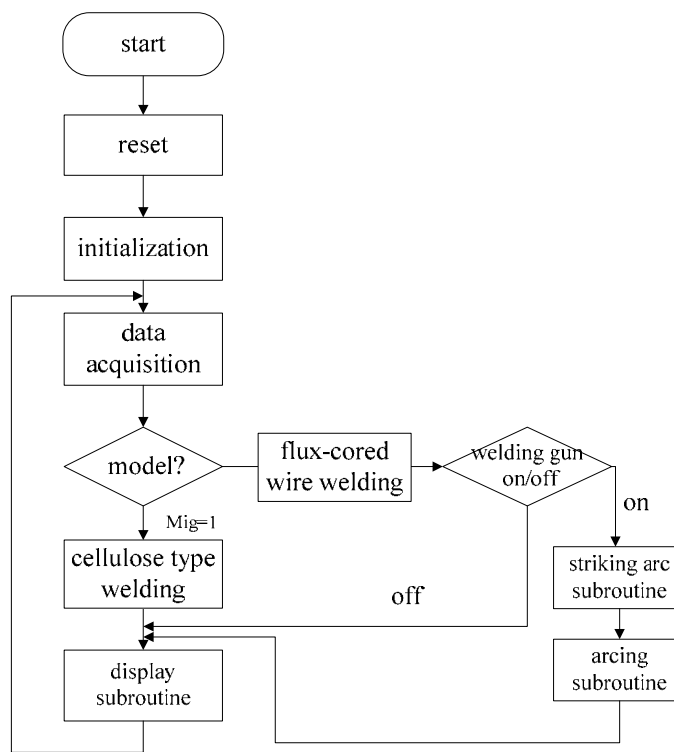 start
reset
initialization
data
acquisition
model?
flux-cored
wire welding
welding gun
on/off
on
Mig=1
cellulose type
welding
striking arc
subroutine
off
arcing
subroutine
display
subroutine